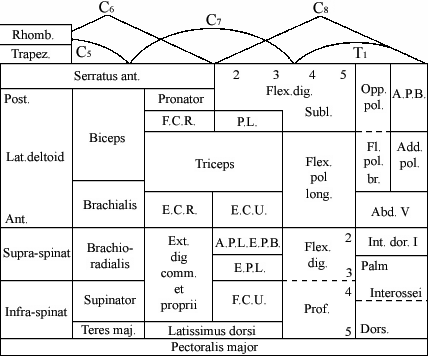 C6
C7
C8
Rhomb.
Trapez.
C5
T1
Serratus ant.
2 3 4 5
Flex.dig.
Subl.
Opp.
pol.
A.P.B.
Post.
Lat.deltoid
Ant.
Biceps
Pronator
F.C.R.
P.L.
Triceps
Flex.
pol
long.
Fl.
pol.
br.
Add.
pol.
Brachialis
E.C.R.
E.C.U.
Abd. V
Supra-spinat
Brachio-
radialis
Ext.
dig
comm.
et
proprii
A.P.L.E.P.B.
E.P.L.
Flex.
dig.
2
3
Int. dor. I
Palm
Interossei
Dors.
Infra-spinat
Supinator
F.C.U.
Prof.
4
5
Teres maj.
Latissimus dorsi
Pectoralis major